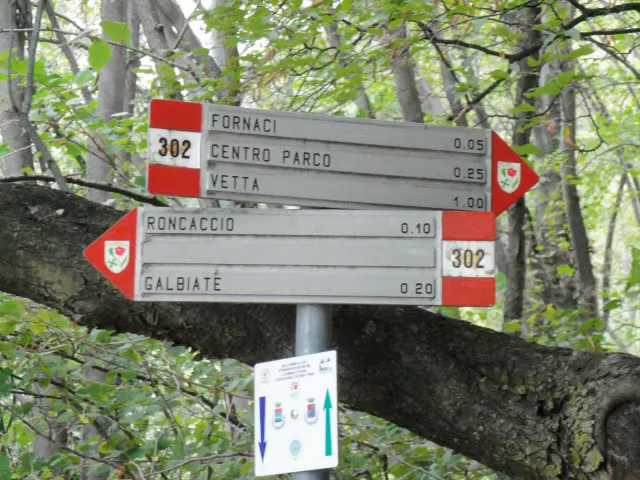 302
FORNACI 0.05
CENTRO PARCO 0.25
VETTA 1.00
RONCACCIO 0.10
302
GALBIATE 0 20